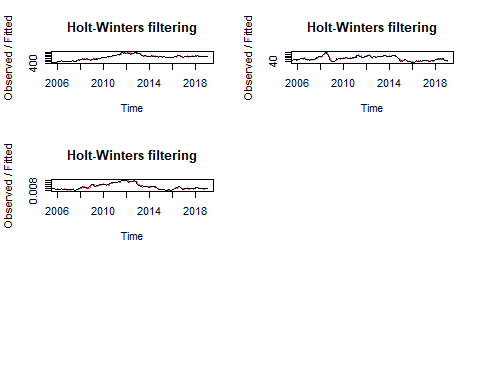 Holt-Winters filtering
Observed / Fitted
400
2006 2010 2014 2018
Time
Holt-Winters filtering
Observed / Fitted
40
2006 2010 2014 2018
Time
Holt-Winters filtering
Observed / Fitted
0.008
2006 2010 2014 2018
Time